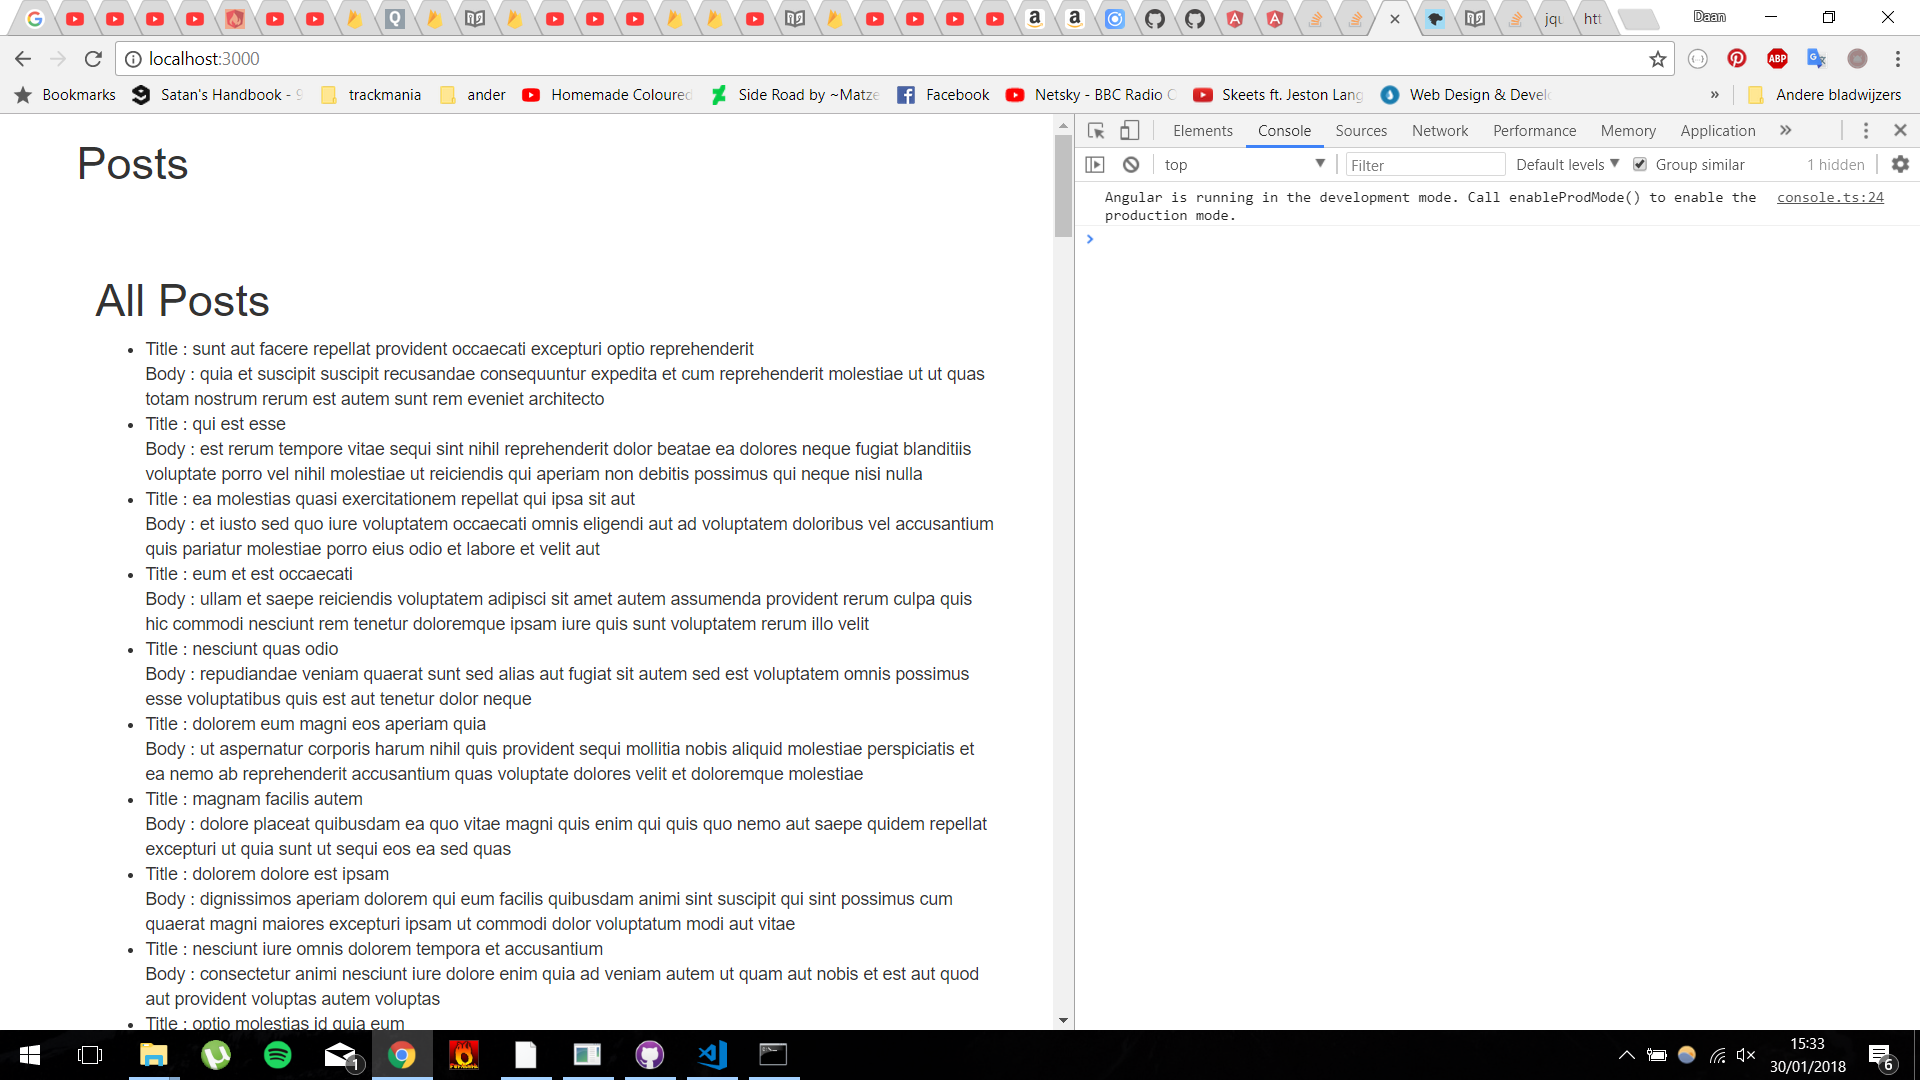 jqu
htt
Daan
localhost:3000
ABP
Bookmarks
Satan's Handbook - 9
trackmania
ander
Homemade Coloured
Side Road by ~Matze
Facebook
Netsky - BBC Radio
Skeets ft. Jeston Lang
Web Design & Devel
»
Andere bladwijzers
Elements
Console
Sources
Network
Performance
Memory
Application
»
top
Filter
Default levels
Group similar
1 hidden
Angular is running in the development mode. Call enableProdMode() to enable the
production mode.
console.ts:24
Posts
All Posts
Title : sunt aut facere repellat provident occaecati excepturi optio reprehenderit
Body : quia et suscipit suscipit recusandae consequuntur expedita et cum reprehenderit molestiae ut ut quas
totam nostrum rerum est autem sunt rem eveniet architecto
Title : qui est esse
Body : est rerum tempore vitae sequi sint nihil reprehenderit dolor beatae ea dolores neque fugiat blanditiis
voluptate porro vel nihil molestiae ut reiciendis qui aperiam non debitis possimus qui neque nisi nulla
Title : ea molestias quasi exercitationem repellat qui ipsa sit aut
Body : et iusto sed quo iure voluptatem occaecati omnis eligendi aut ad voluptatem doloribus vel accusantium
quis pariatur molestiae porro eius odio et labore et velit aut
Title : eum et est occaecati
Body : ullam et saepe reiciendis voluptatem adipisci sit amet autem assumenda provident rerum culpa quis
hic commodi nesciunt rem tenetur doloremque ipsam iure quis sunt voluptatem rerum illo velit
Title : nesciunt quas odio
Body : repudiandae veniam quaerat sunt sed alias aut fugiat sit autem sed est voluptatem omnis possimus
esse voluptatibus quis est aut tenetur dolor neque
Title : dolorem eum magni eos aperiam quia
Body : ut aspernatur corporis harum nihil quis provident sequi mollitia nobis aliquid molestiae perspiciatis et
ea nemo ab reprehenderit accusantium quas voluptate dolores velit et doloremque molestiae
Title : magnam facilis autem
Body : dolore placeat quibusdam ea quo vitae magni quis enim qui quis quo nemo aut saepe quidem repellat
excepturi ut quia sunt ut sequi eos ea sed quas
Title : dolorem dolore est ipsam
Body : dignissimos aperiam dolorem qui eum facilis quibusdam animi sint suscipit qui sint possimus cum
quaerat magni maiores excepturi ipsam ut commodi dolor voluptatum modi aut vitae
Title : nesciunt iure omnis dolorem tempora et accusantium
Body : consectetur animi nesciunt iure dolore enim quia ad veniam autem ut quam aut nobis et est aut quod
aut provident voluptas autem voluptas
Title : optio molestias id quia eum
1
15:33
30/01/2018
6